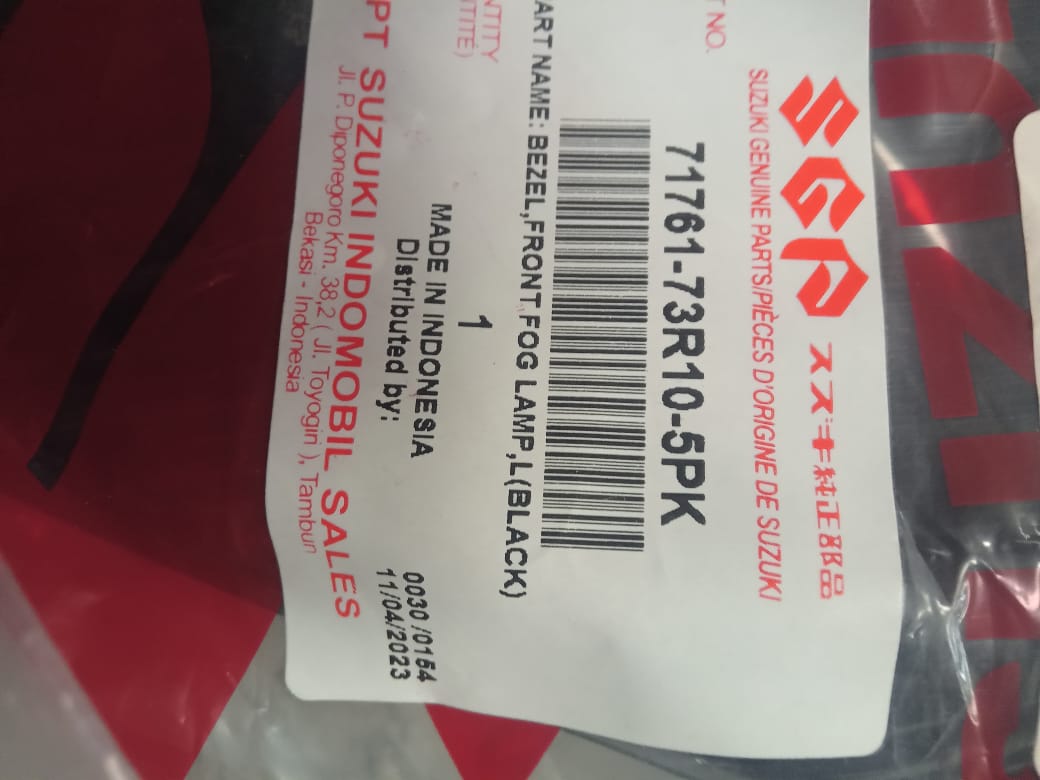 SGP スズキ純正部品
SUZUKI GENUINE PARTS/PIÈCES D'ORIGINE DE SUZUKI
NO.
71761-73R10-5PK
PART NAME: BEZEL,FRONT FOG LAMP,L(BLACK)
1
MADE IN INDONESIA
0030 /0154
Distributed by:
11/04/2023
PT SUZUKI INDOMOBIL SALES
Jl. P. Diponegoro Km. 38,2 ( Jl. Toyogiri ), Tambun
Bekasi - Indonesia